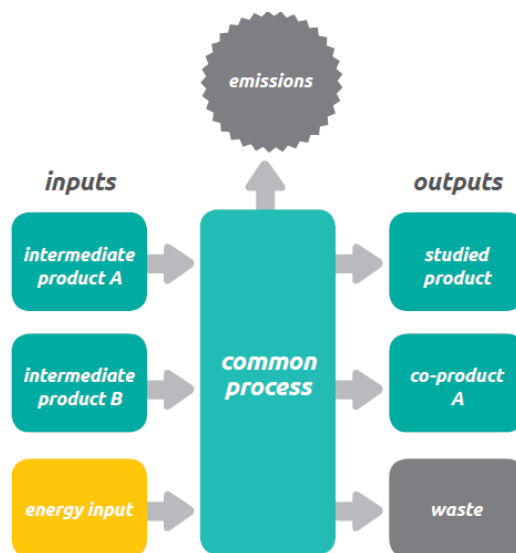 emissions
inputs
outputs
intermediate
product A
studied
product
intermediate
product B
common
process
co-product
A
energy input
waste